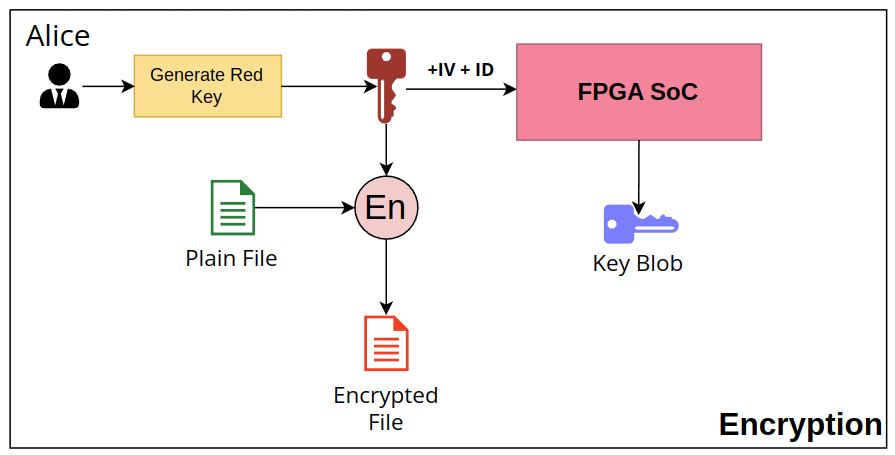 Alice
Generate Red
Key
+IV + ID
FPGA SoC
En
Plain File
Key Blob
Encrypted
File
Encryption